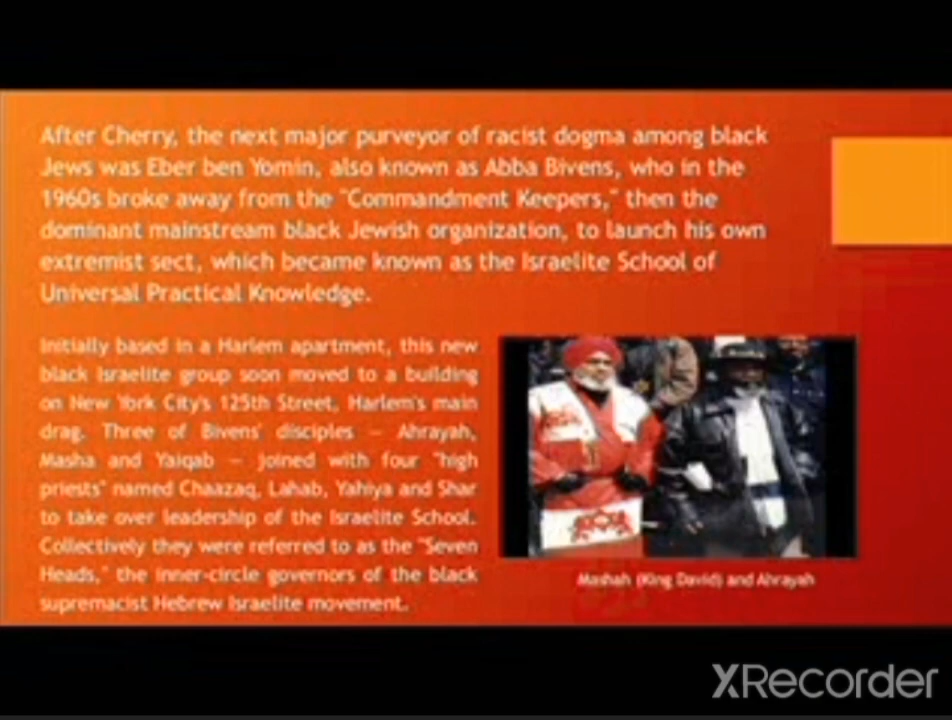 After Cherry, the next major purveyor of racist dogma among black
Jews was Eber ben Yomin, also known as Abba Bivens, who in the
1960s broke away from the "Commandment Keepers," then the
dominant mainstream black Jewish organization, to launch his own
extremist sect, which became known as the Israelite School of
Universal Practical Knowledge.
Initially based in a Harlem apartment, this new
black Israelite group soon moved to a building
on New York City's 125th Street, Harlem's main
drag. Three of Bivens' disciples — Ahrayah,
Masha and Yaiqab — joined with four "high
priests" named Chaazaq, Lahab, Yahiya and Shar
to take over leadership of the Israelite School.
Collectively they were referred to as the "Seven
Heads," the inner-circle governors of the black
supremacist Hebrew Israelite movement.
Mashah (King David) and Ahrayah
XRecorder